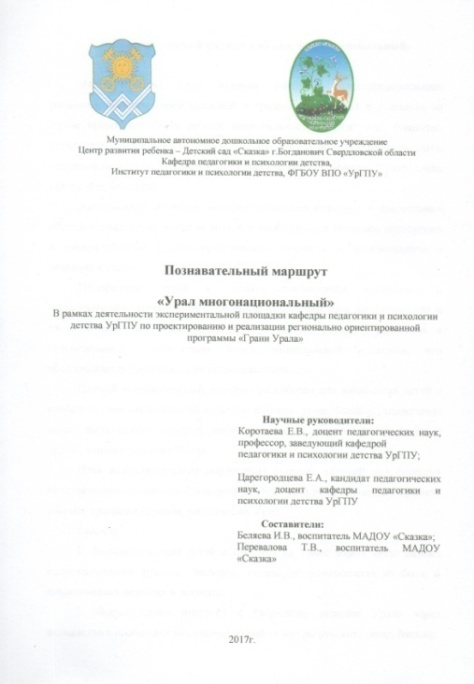 Муниципальное автономное дошкольное образовательное учреждение
Центр развития ребенка – Детский сад «Сказка» г.Богданович Свердловской области
Кафедра педагогики и психологии детства,
Институт педагогики и психологии детства, ФГБОУ ВПО «УрГПУ»
Познавательный маршрут
«Урал многонациональный»
В рамках деятельности экспериментальной площадки кафедры педагогики и психологии
детства УрГПУ по проектированию и реализации регионально ориентированной
программы «Грани Урала»
Научные руководители:
Коротаева Е.В., доцент педагогических наук,
профессор, заведующий кафедрой
педагогики и психологии детства УрГПУ;
Царегородцева Е.А., кандидат педагогических
наук, доцент кафедры педагогики и
психологии детства УрГПУ
Составители:
Беляева И.В., воспитатель МАДОУ «Сказка»;
Перевалова Т.В., воспитатель МАДОУ
«Сказка»
2017г.